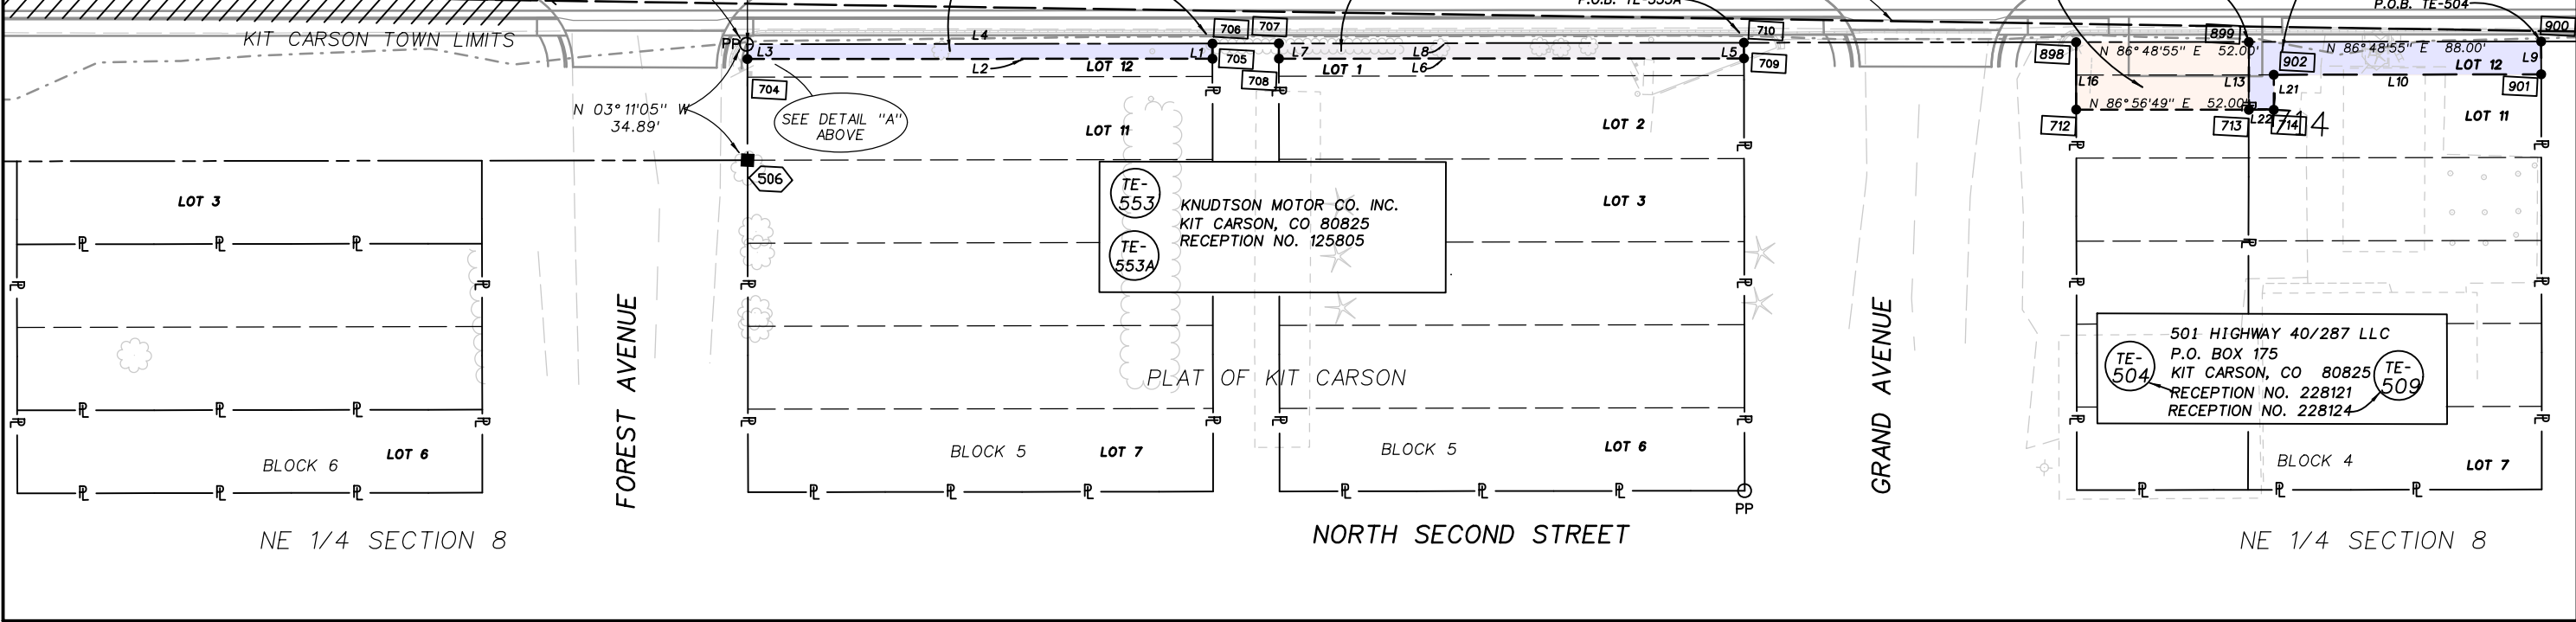 P.O.B. TE-553A
P.O.B. TE-504
KIT CARSON TOWN LIMITS
PP
L3
L4
L2
L1
706
707
705
708
704
LOT 12
L7
L8
L6
L5
LOT 1
710
709
898
N 86°48'55" E 52.00'
899
902
N 86°48'55" E 88.00'
900
L9
LOT 12
L16
L13
L21
L10
901
N 86°56'49" E 52.00'
L22
712
713
714
714
LOT 11
N 03°11'05" W
34.89'
SEE DETAIL "A"
ABOVE
LOT 11
LOT 2
506
LOT 3
LOT 3
TE-
553
TE-
553A
KNUDTSON MOTOR CO. INC.
KIT CARSON, CO 80825
RECEPTION NO. 125805
FOREST AVENUE
GRAND AVENUE
PLAT OF KIT CARSON
TE-
504
501 HIGHWAY 40/287 LLC
P.O. BOX 175
KIT CARSON, CO 80825
RECEPTION NO. 228121
RECEPTION NO. 228124
TE-
509
BLOCK 6
LOT 6
BLOCK 5
LOT 7
BLOCK 5
LOT 6
BLOCK 4
LOT 7
PP
NE 1/4 SECTION 8
NORTH SECOND STREET
NE 1/4 SECTION 8